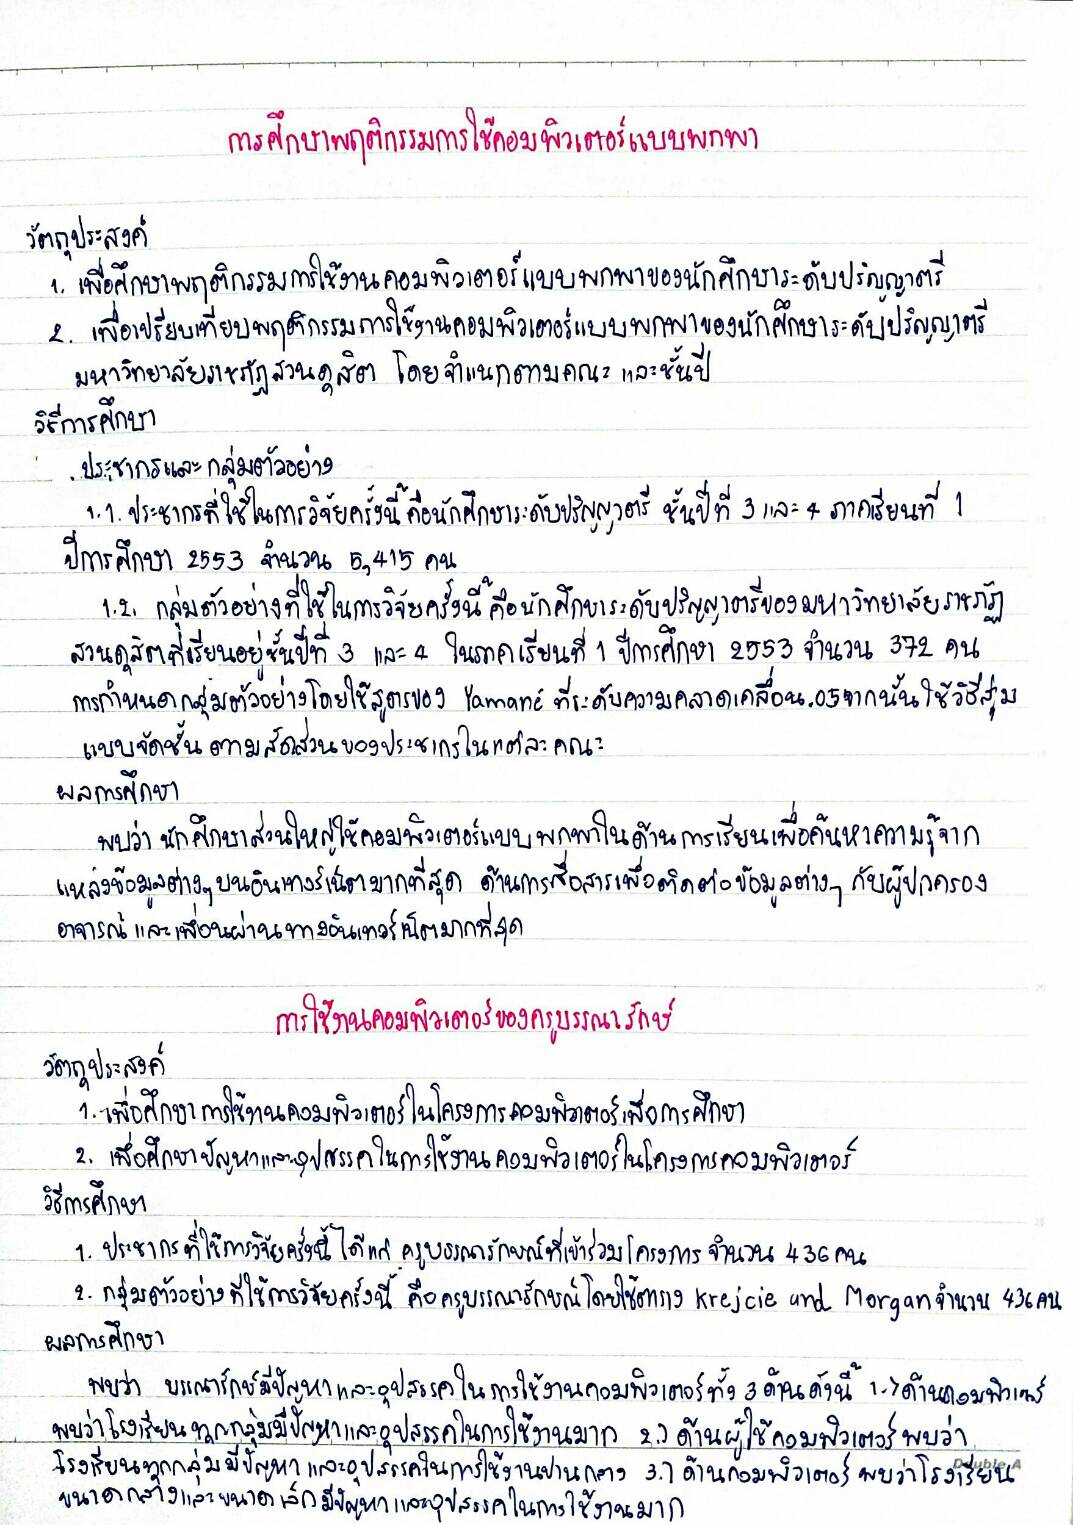 การศึกษาพฤติกรรมการใช้คอมพิวเตอร์แบบพกพา
วัตถุประสงค์
1. เพื่อศึกษาพฤติกรรมการใช้งานคอมพิวเตอร์แบบพกพาของนักศึกษาระดับปริญญาตรี
2. เพื่อเปรียบเทียบพฤติกรรมการใช้งานคอมพิวเตอร์แบบพกพาของนักศึกษาระดับปริญญาตรี
มหาวิทยาลัยราชภัฏสวนดุสิต โดยจำแนกตามคณะ และชั้นปี
วิธีการศึกษา
ประชากรและกลุ่มตัวอย่าง
1.1. ประชากรที่ใช้ในการวิจัยครั้งนี้ คือนักศึกษาระดับปริญญาตรี ชั้นปีที่ 3 และ 4 ภาคเรียนที่ 1
ปีการศึกษา 2553 จำนวน 5,415 คน
1.2. กลุ่มตัวอย่างที่ใช้ในการวิจัยครั้งนี้ คือนักศึกษาระดับปริญญาตรีของมหาวิทยาลัยราชภัฏ
สวนดุสิตที่เรียนอยู่ชั้นปีที่ 3 และ 4 ในภาคเรียนที่ 1 ปีการศึกษา 2553 จำนวน 372 คน
การกำหนดกลุ่มตัวอย่างโดยใช้สูตรของ Yamané ที่ระดับความคลาดเคลื่อน.05จากนั้นใช้วิธีสุ่ม
แบบจัดชั้น ตามสัดส่วนของประชากรในแต่ละคณะ
ผลการศึกษา
พบว่า นักศึกษาส่วนใหญ่ใช้คอมพิวเตอร์แบบพกพาในด้านการเรียนเพื่อค้นหาความรู้จาก
แหล่งข้อมูลต่างๆบนอินเทอร์เน็ตมากที่สุด ด้านการสื่อสารเพื่อติดต่อข้อมูลต่างๆ กับผู้ปกครอง
อาจารณ์ และเพื่อนผ่านทางอินเทอร์เน็ตมากที่สุด
การใช้งานคอมพิวเตอร์ของครูบรรณารักษ์
วัตถุประสงค์
1. เพื่อศึกษาการใช้งานคอมพิวเตอร์ในโครงการคอมพิวเตอร์เพื่อการศึกษา
2. เพื่อศึกษาปัญหาและอุปสรรคในการใช้งานคอมพิวเตอร์ในโครงการคอมพิวเตอร์
วิธีการศึกษา
1. ประชากรที่ใช้การวิจัยครั้งนี้ ได้แก่ ครูบรรณารักษณ์ที่เข้าร่วมโครงการ จำนวน 436 คน
2. กลุ่มตัวอย่างที่ใช้การวิจัยครั้งนี้ คือครูบรรณารักษณ์โดยใช้ตาราง Krejcie and Morganจำนวน 436คน
ผลการศึกษา
พบว่า บรรณารักษ์มีปัญหาและอุปสรรคในการใช้งานคอมพิวเตอร์ทั้ง 3 ด้านดังนี้ 1.) ด้านคอมพิวเตอร์
พบว่าโรงเรียนทุกกลุ่มมีปัญหาและอุปสรรคในการใช้งานมาก 2.) ด้านผู้ใช้คอมพิวเตอร์ พบว่า
โรงเรียนทุกกลุ่ม มีปัญหาและอุปสรรคในการใช้งานปานกลาง 3.) ด้านคอมพิวเตอร์ พบว่าโรงเรียน
ขนาดกลางและขนาดเล็กมีปัญหาและอุปสรรคในการใช้งานมาก
Double A